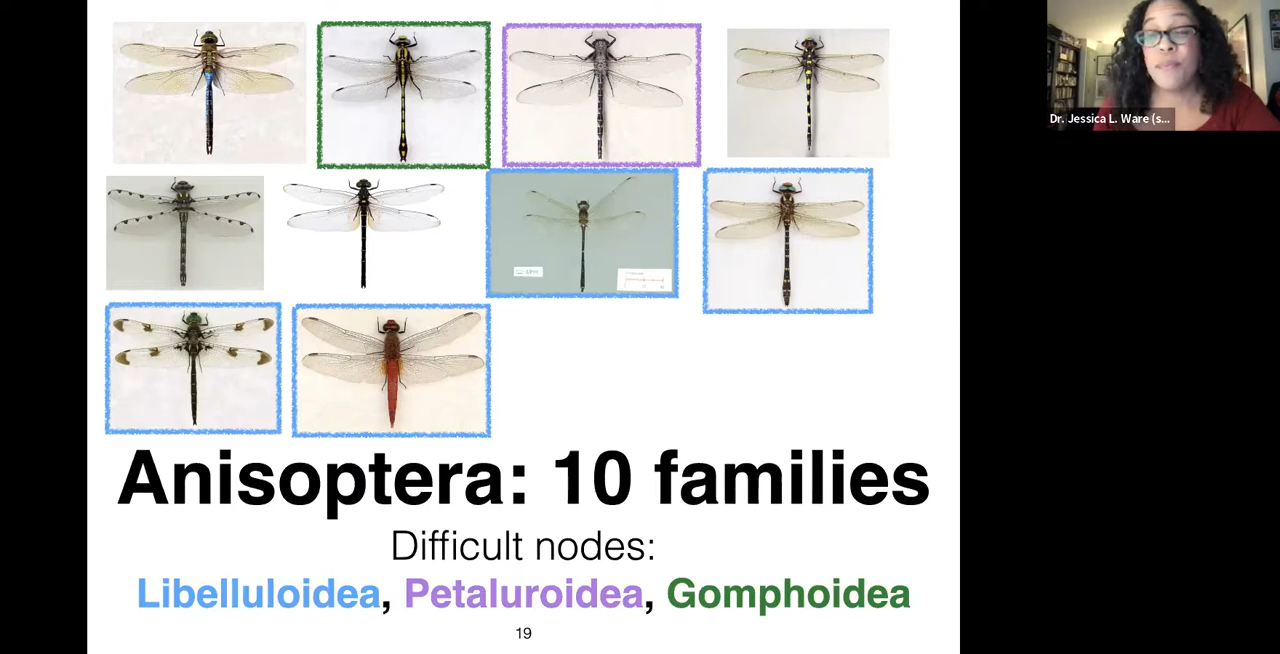 Dr. Jessica L. Ware (s...
Anisoptera: 10 families
Difficult nodes:
Libelluloidea, Petaluroidea, Gomphoidea
19